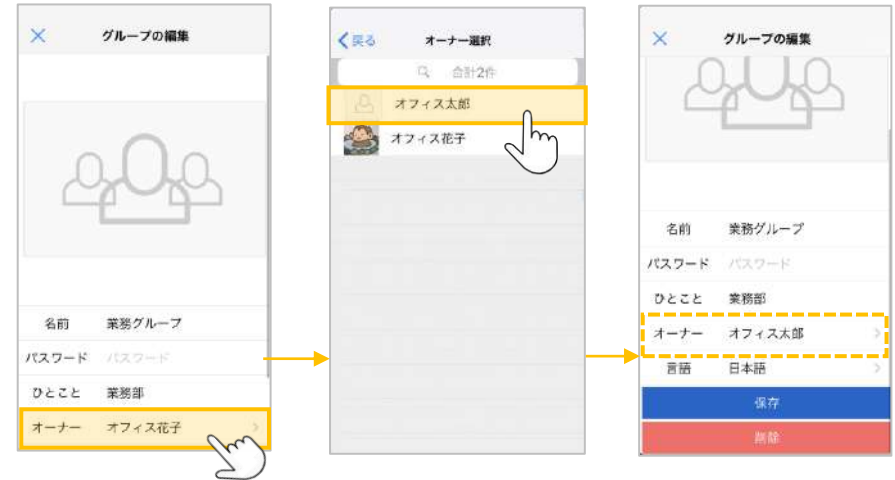 グループの編集
名前 業務グループ
パスワード パスワード
ひとこと 業務部
オーナー オフィス花子
戻る オーナー選択
合計2件
オフィス太郎
オフィス花子
グループの編集
名前 業務グループ
パスワード パスワード
ひとこと 業務部
オーナー オフィス太郎
言語 日本語
保存
削除